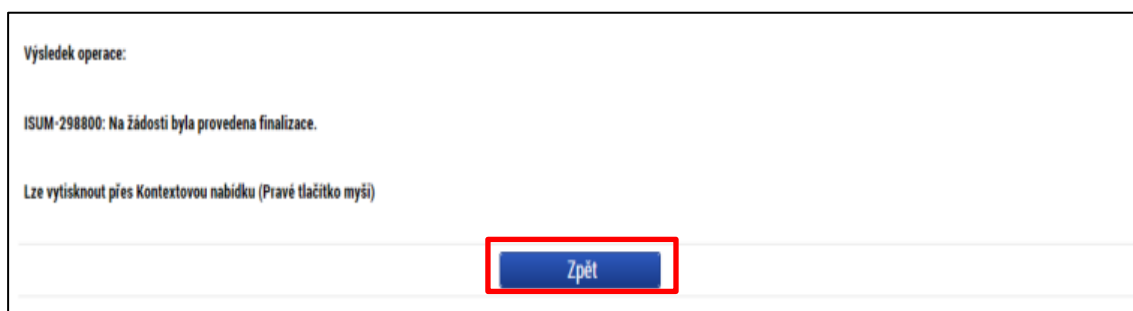 Výsledek operace:
ISUM-298800: Na žádosti byla provedena finalizace.
Lze vytisknout přes Kontextovou nabídku (Pravé tlačítko myši)
Zpět